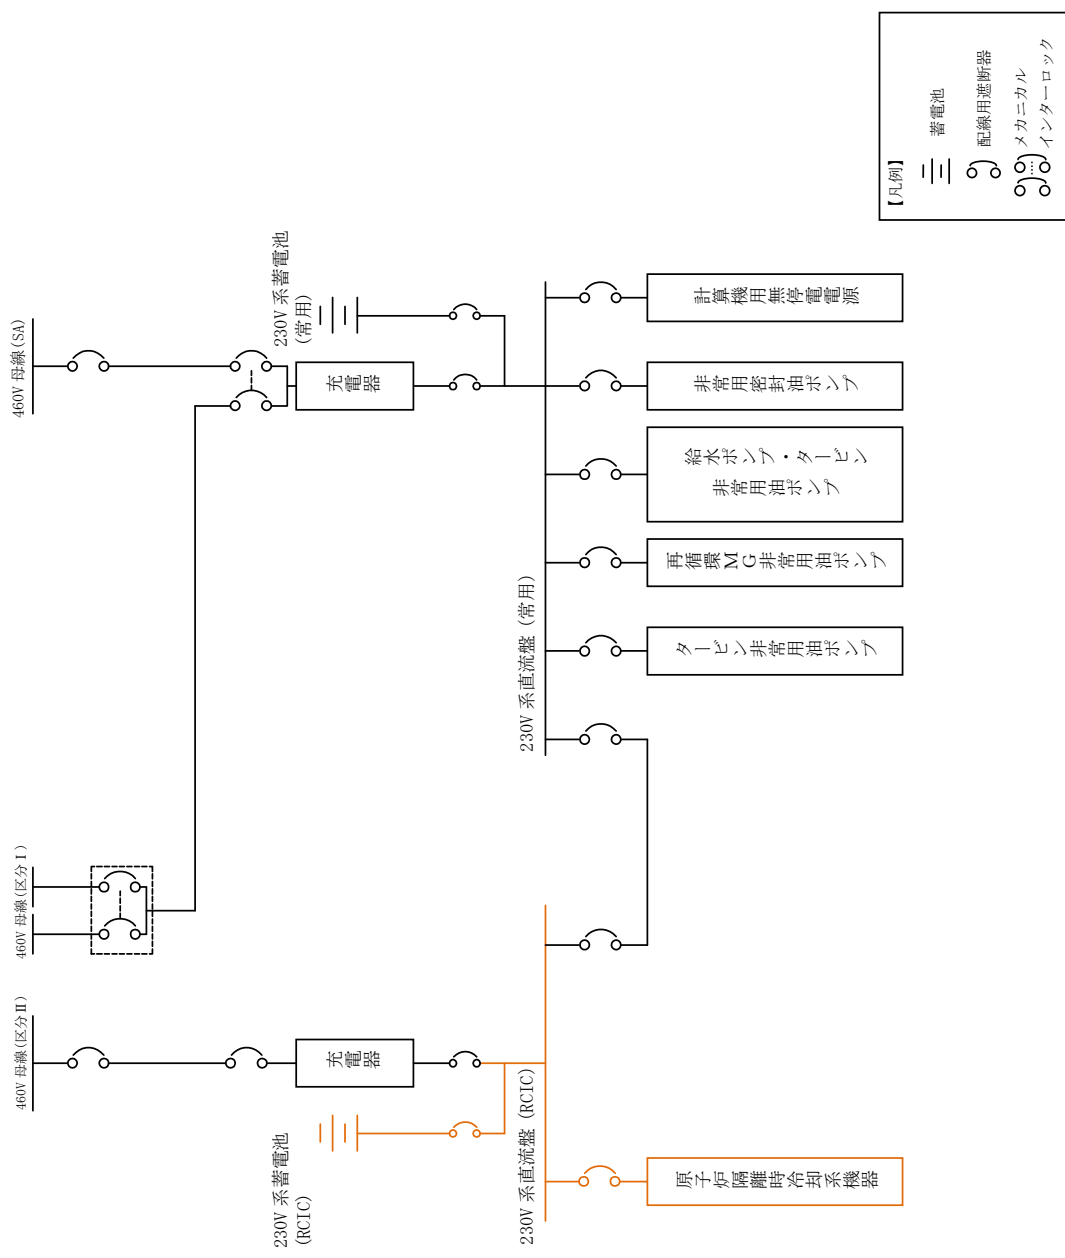 460V 母線(区分Ⅱ)
460V 母線(区分Ⅰ)
460V 母線(SA)
230V 系蓄電池
(RCIC)
充電器
230V 系蓄電池
(常用)
充電器
230V 系直流盤 (RCIC)
230V 系直流盤 (常用)
原子炉隔離時冷却系機器
タービン非常用油ポンプ
再循環MG非常用油ポンプ
給水ポンプ・タービン
非常用油ポンプ
非常用密封油ポンプ
計算機用無停電電源
【凡例】
蓄電池
配線用遮断器
メカニカル
インターロック